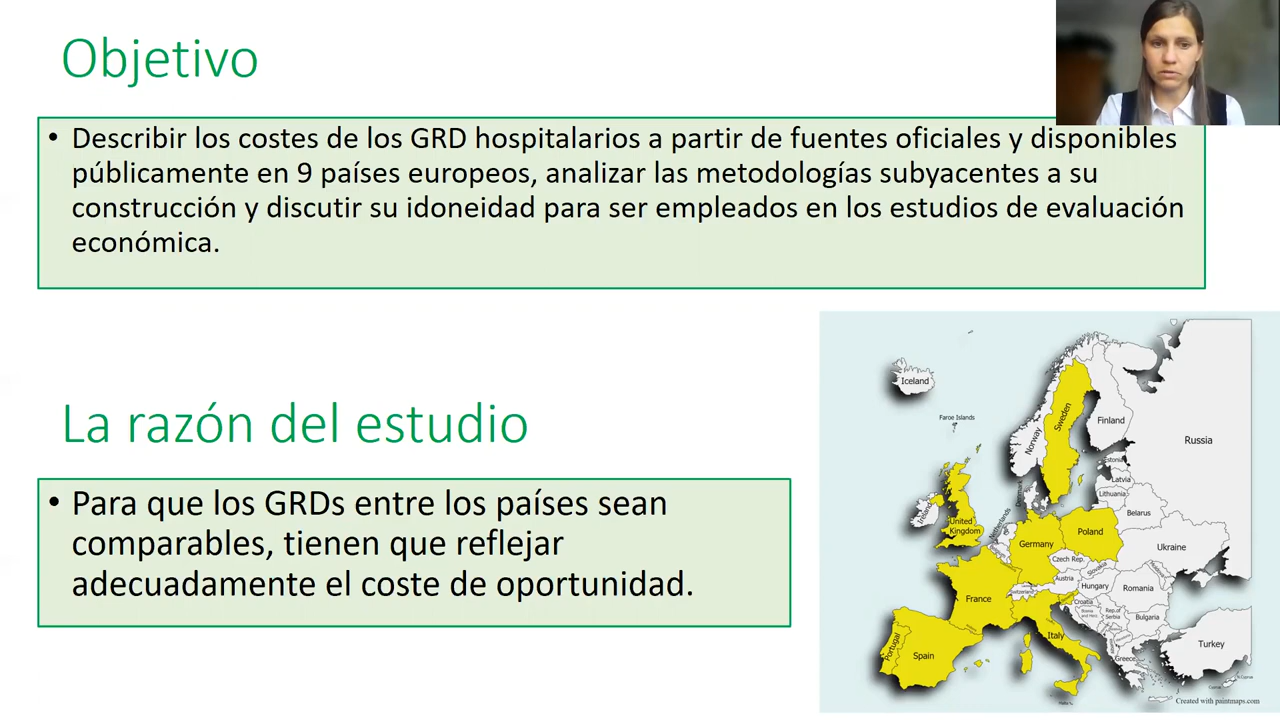 Objetivo
• Describir los costes de los GRD hospitalarios a partir de fuentes oficiales y disponibles
públicamente en 9 países europeos, analizar las metodologías subyacentes a su
construcción y discutir su idoneidad para ser empleados en los estudios de evaluación
económica.
La razón del estudio
• Para que los GRDs entre los países sean
comparables, tienen que reflejar
adecuadamente el coste de oportunidad.
Iceland
Faroe Islands
Sweden
Norway
Finland
Russia
Estonia
Latvia
Lithuania
Denmark
Ireland
United
Kingdom
Netherlands
Belarus
Poland
Germany
Czech Rep.
Slovakia
Ukraine
Austria
Hungary
Switzerland
Romania
France
Croatia
Rep.of
Serbia
Bulgaria
Italy
Portugal
Spain
Greece
Turkey
Created with paintmaps.com